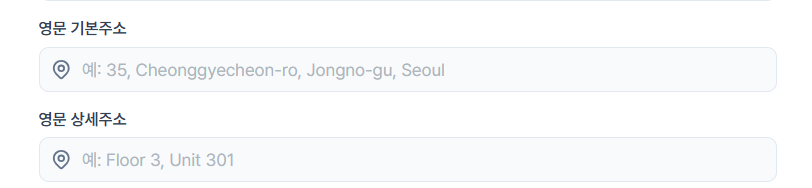 영문 기본주소
예: 35, Cheonggyecheon-ro, Jongno-gu, Seoul
영문 상세주소
예: Floor 3, Unit 301